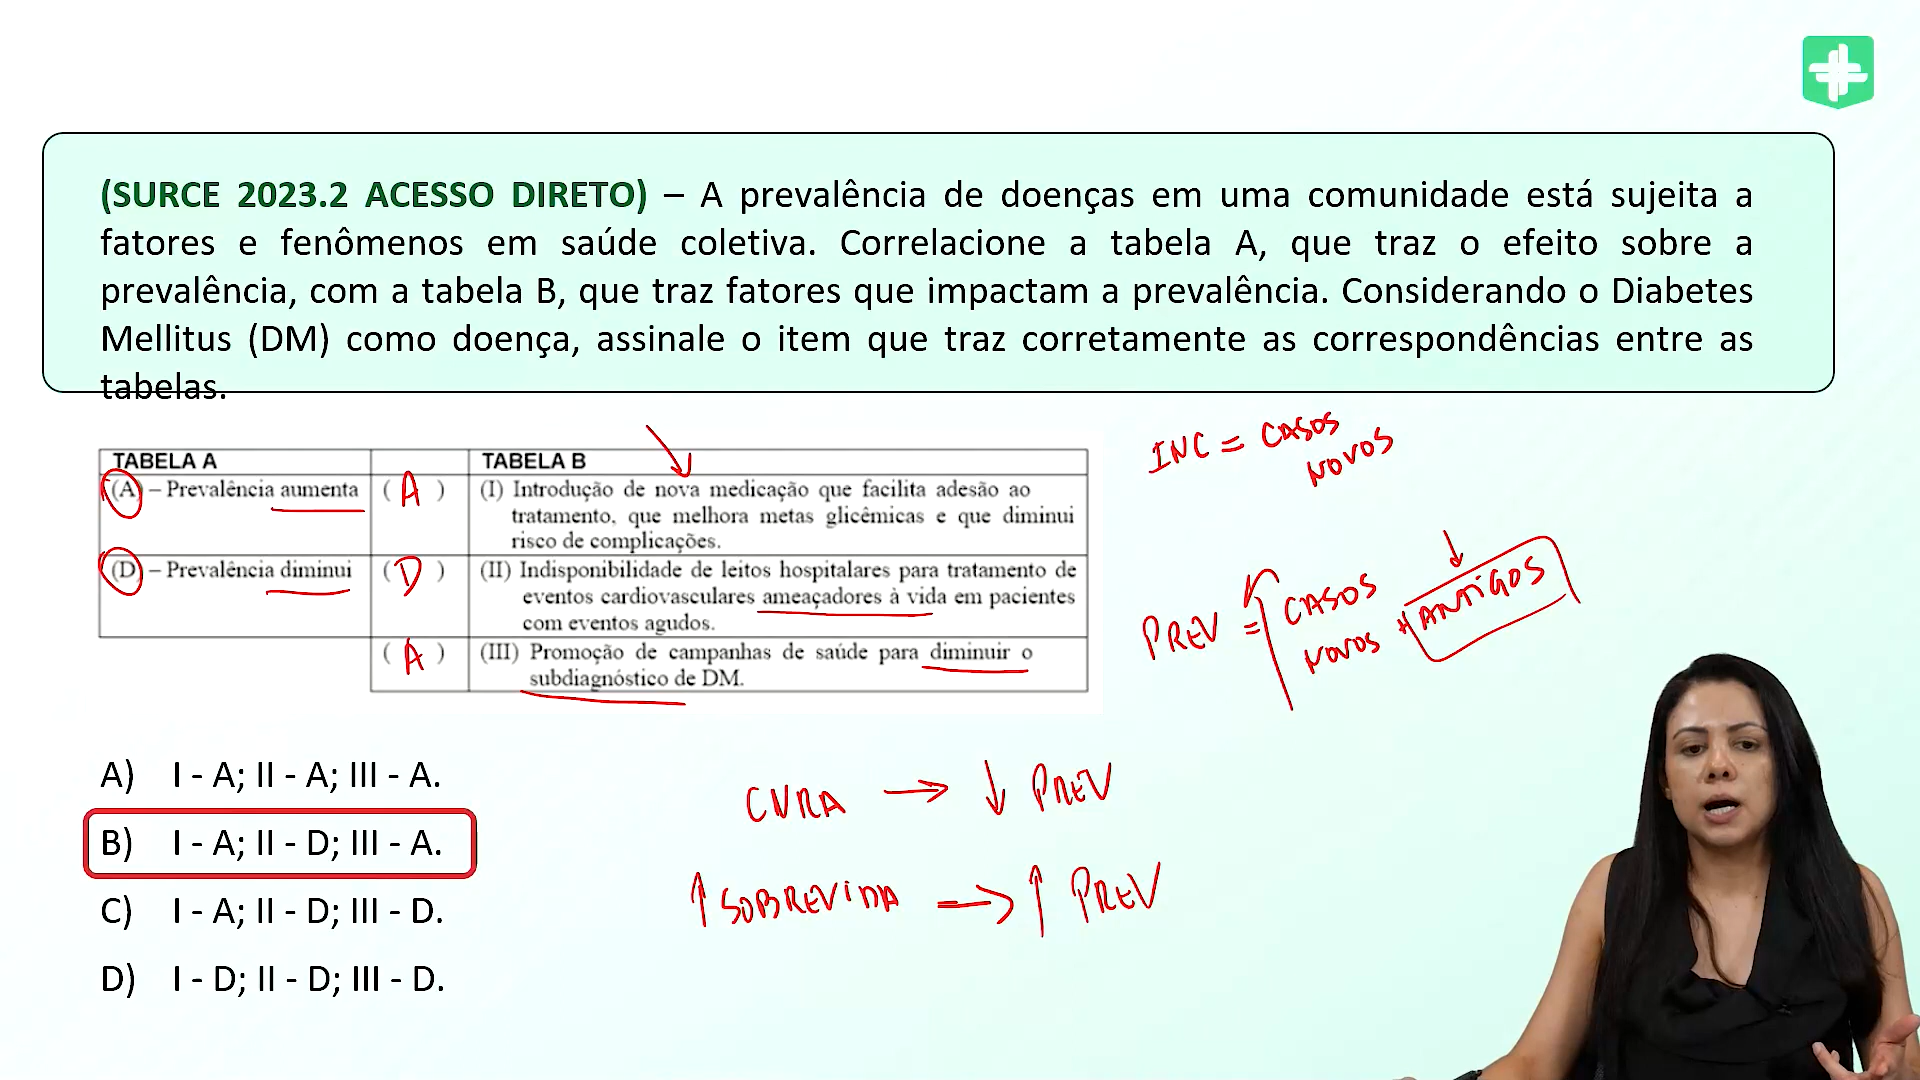 (SURCE 2023.2 ACESSO DIRETO) – A prevalência de doenças em uma comunidade está sujeita a
fatores e fenômenos em saúde coletiva. Correlacione a tabela A, que traz o efeito sobre a
prevalência, com a tabela B, que traz fatores que impactam a prevalência. Considerando o Diabetes
Mellitus (DM) como doença, assinale o item que traz corretamente as correspondências entre as
tabelas.
TABELA A
TABELA B
(A) – Prevalência aumenta
( A )
(I) Introdução de nova medicação que facilita adesão ao
tratamento, que melhora metas glicêmicas e que diminui
risco de complicações.
(D) – Prevalência diminui
( D )
(II) Indisponibilidade de leitos hospitalares para tratamento de
eventos cardiovasculares ameaçadores à vida em pacientes
com eventos agudos.
( A )
(III) Promoção de campanhas de saúde para diminuir o
subdiagnóstico de DM.
INC = CASOS
NOVOS
PREV = CASOS
NOVOS + ANTIGOS
A) I - A; II - A; III - A.
B) I - A; II - D; III - A.
C) I - A; II - D; III - D.
D) I - D; II - D; III - D.
CURA → ↓ PREV
↑ SOBREVIDA → ↑ PREV